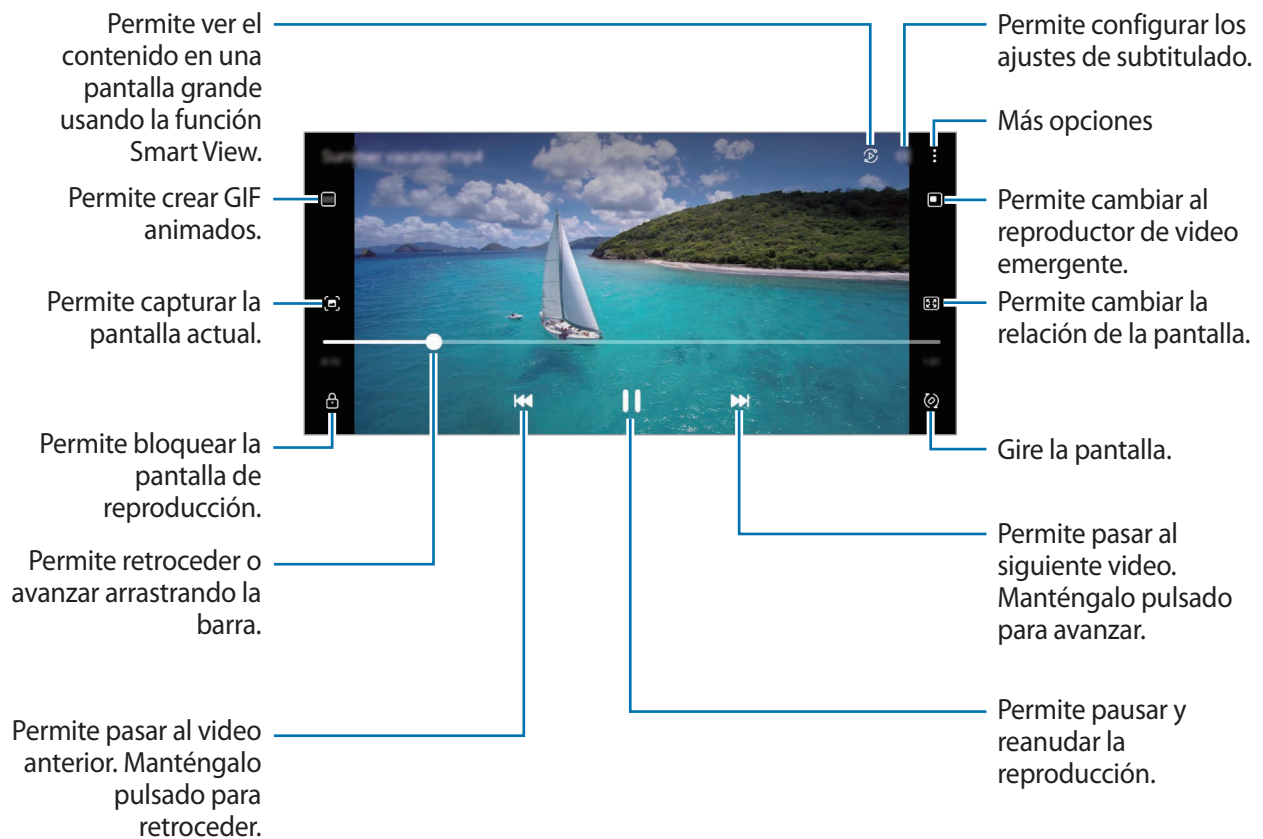 Permite ver el
contenido en una
pantalla grande
usando la función
Smart View.
Permite crear GIF
animados.
Permite capturar la
pantalla actual.
Permite bloquear la
pantalla de
reproducción.
Permite retroceder o
avanzar arrastrando la
barra.
Permite pasar al video
anterior. Manténgalo
pulsado para
retroceder.
Permite configurar los
ajustes de subtitulado.
Más opciones
Permite cambiar al
reproductor de video
emergente.
Permite cambiar la
relación de la pantalla.
Gire la pantalla.
Permite pasar al
siguiente video.
Manténgalo pulsado
para avanzar.
Permite pausar y
reanudar la
reproducción.